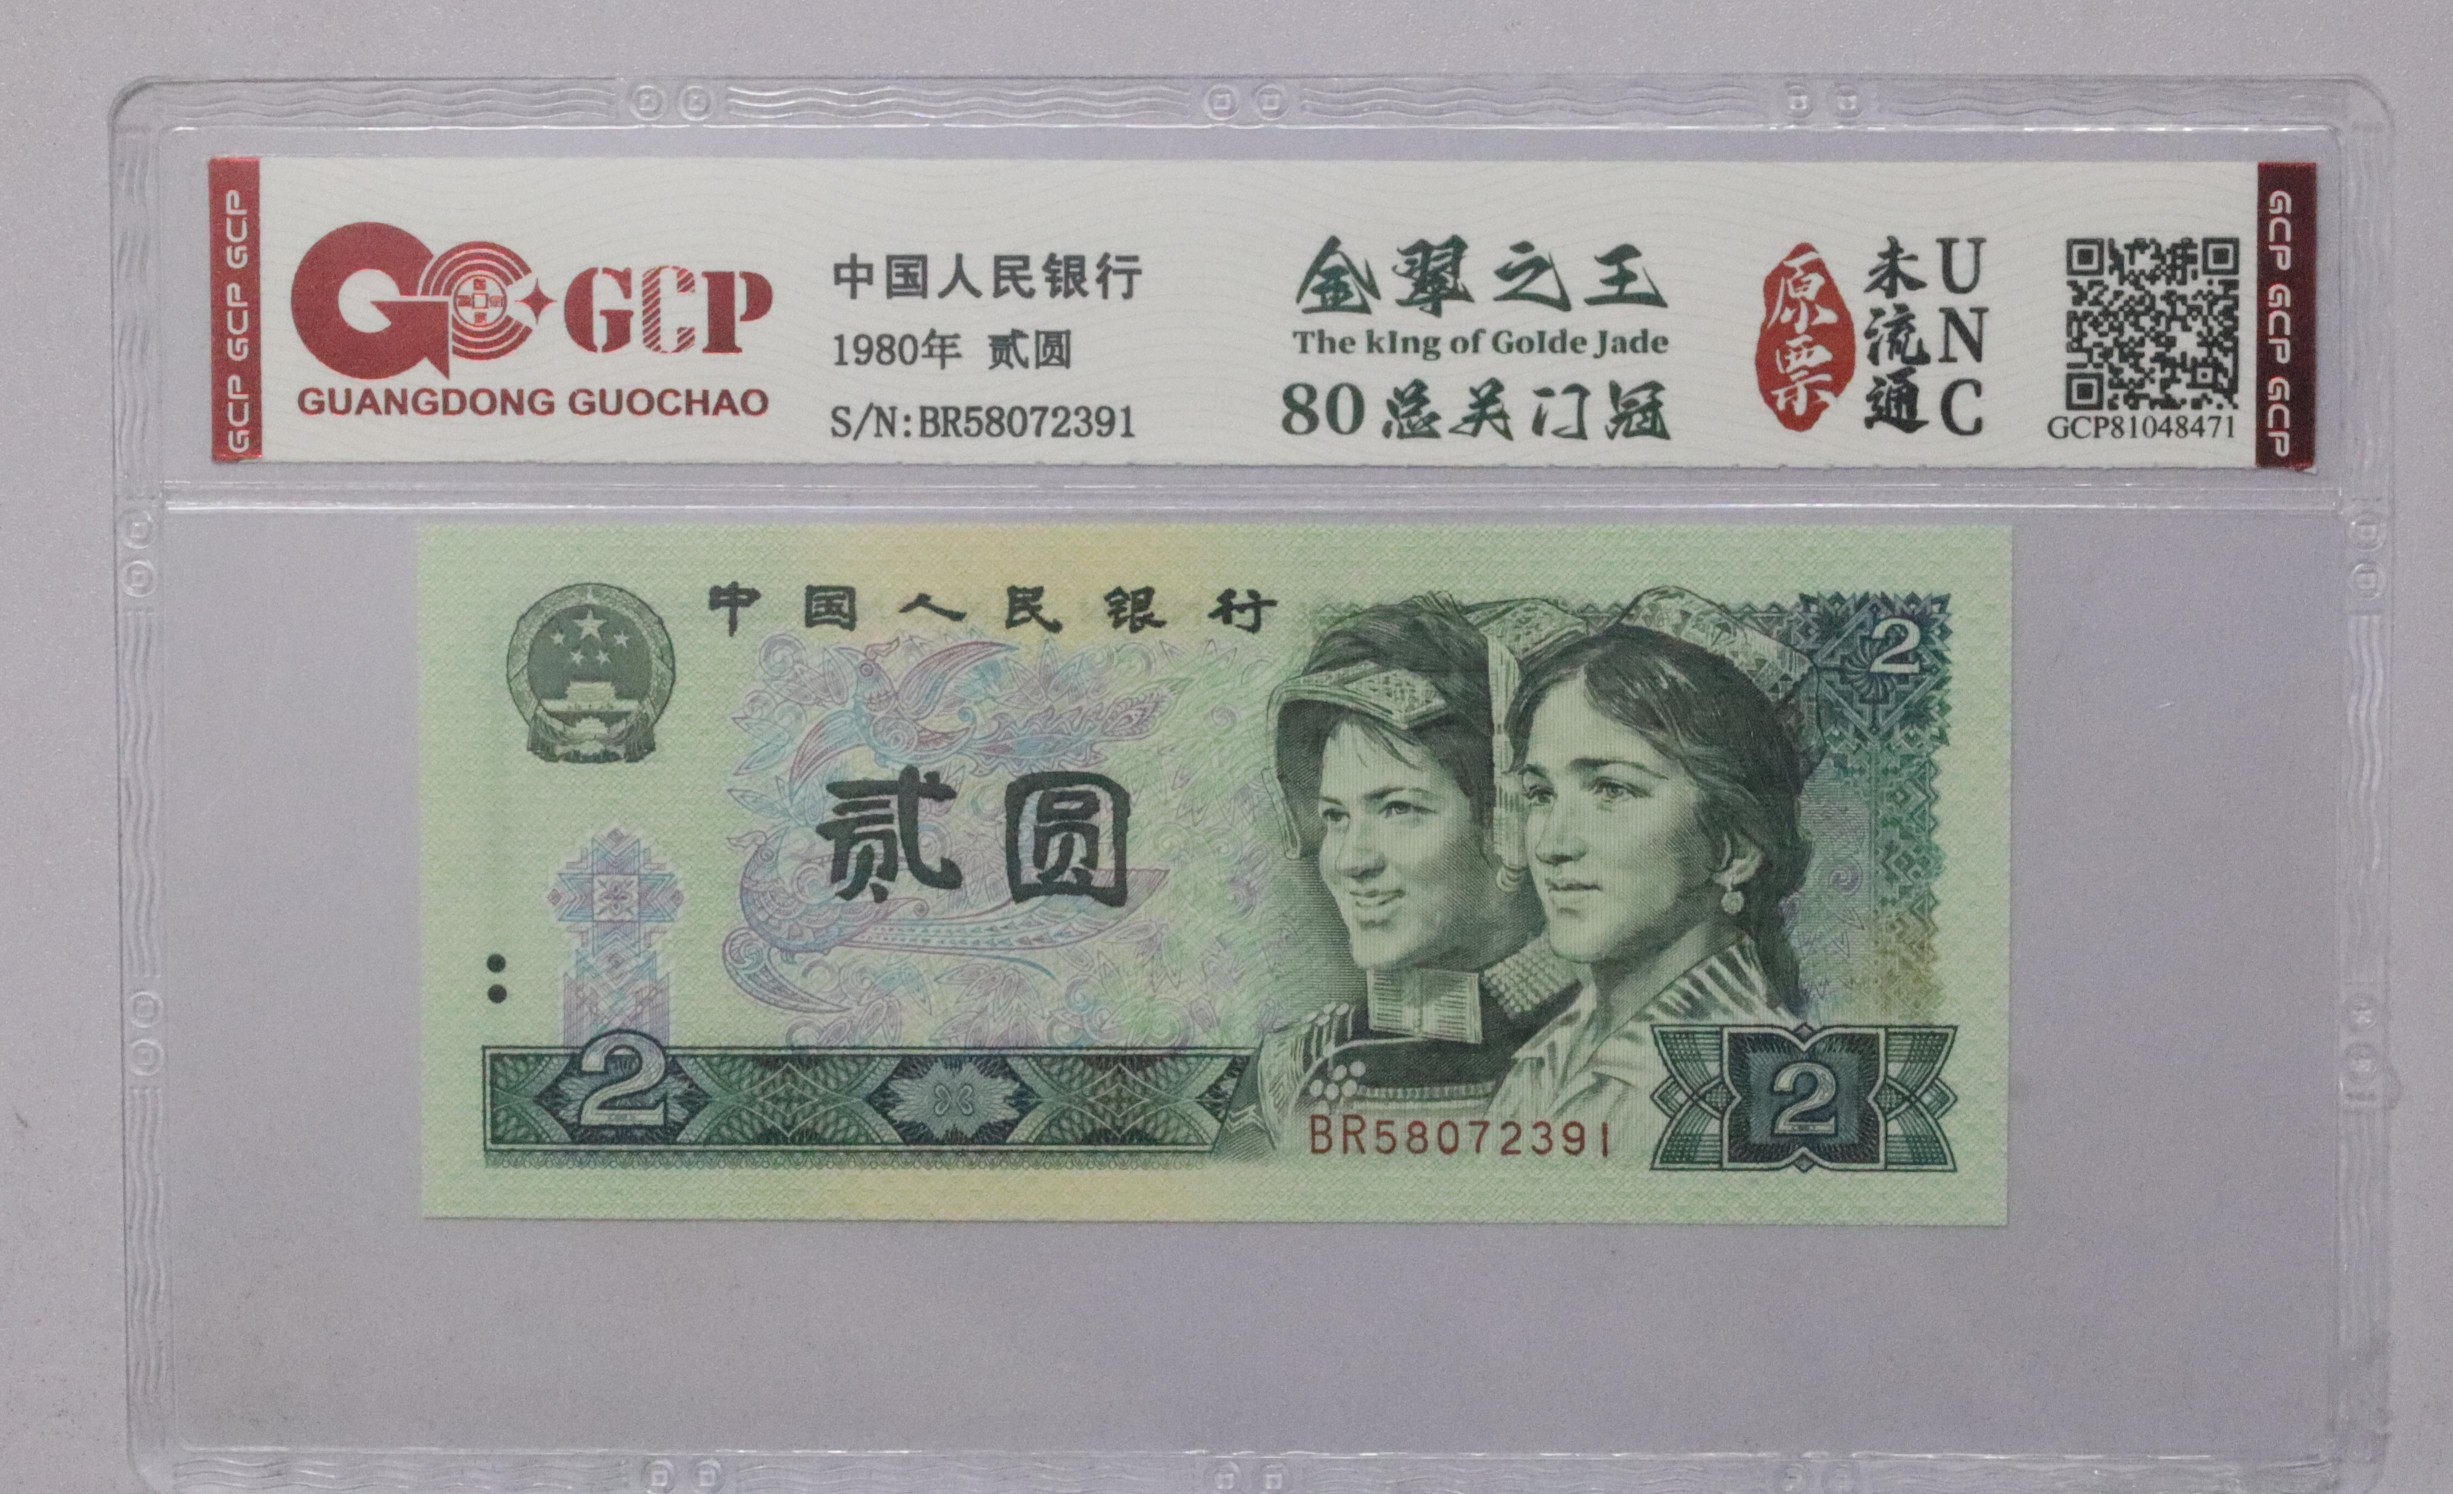 GCP GCP GCP
GCP
GUANGDONG GUOCHAO
中国人民银行
1980年 贰圆
S/N:BR58072391
金翠之王
The kIng of GoIde Jade
80总关门冠
原票
未流通
UNC
GCP81048471
GCP GCP GCP
中国人民银行
2
贰圆
2
2
BR58072391